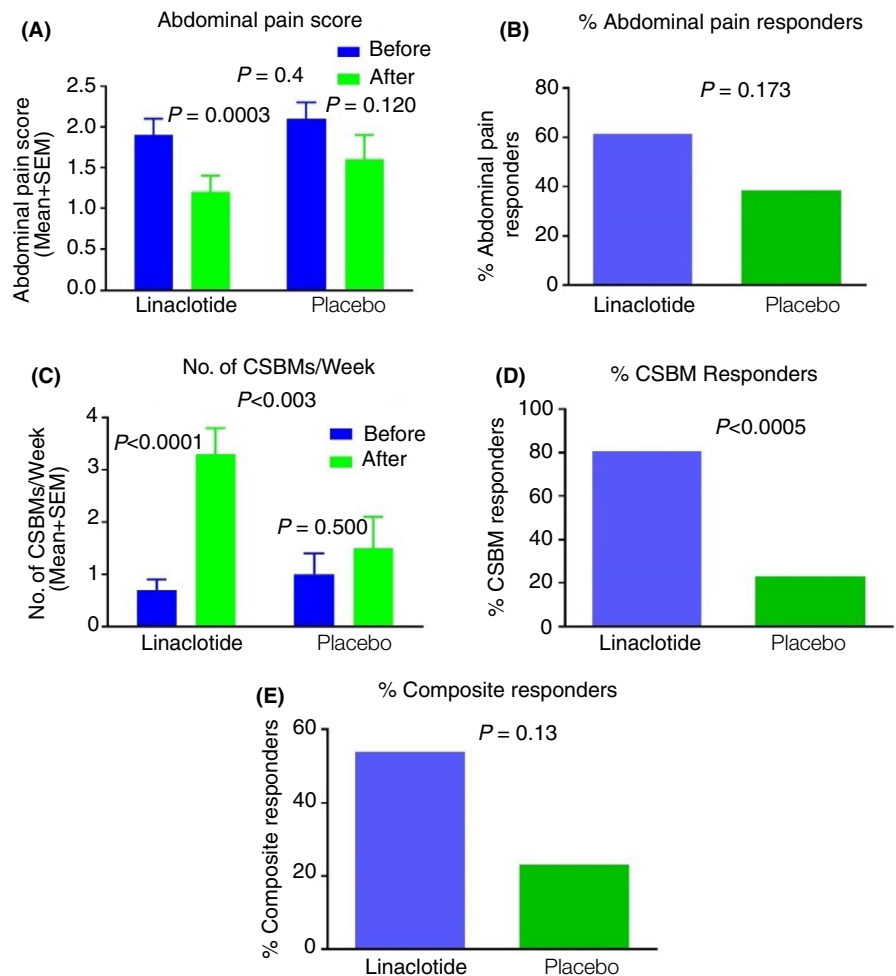 (A)
Abdominal pain score
Before
After
P = 0.4
P = 0.0003
P = 0.120
Abdominal pain score
(Mean+SEM)
2.5
2.0
1.5
1.0
0.5
0.0
Linaclotide
Placebo
(B)
% Abdominal pain responders
P = 0.173
% Abdominal pain
responders
80
60
40
20
0
Linaclotide
Placebo
(C)
No. of CSBMs/Week
P<0.003
P<0.0001
Before
After
P = 0.500
No. of CSBMs/Week
(Mean+SEM)
4
3
2
1
0
Linaclotide
Placebo
(D)
% CSBM Responders
P<0.0005
% CSBM responders
100
80
60
40
20
0
Linaclotide
Placebo
(E)
% Composite responders
P = 0.13
% Composite responders
60
40
20
0
Linaclotide
Placebo